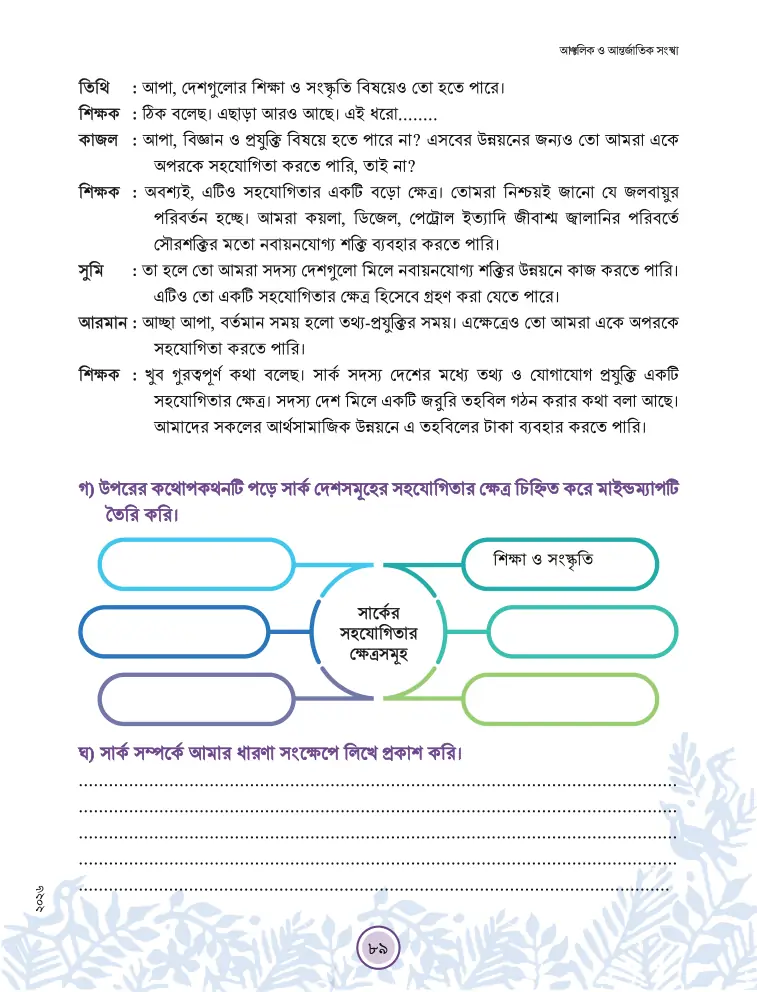 আঞ্চলিক ও আন্তর্জাতিক সংস্থা
তিথি : আপা, দেশগুলোর শিক্ষা ও সংস্কৃতি বিষয়েও তো হতে পারে।
শিক্ষক : ঠিক বলেছ। এছাড়া আরও আছে। এই ধরো........
কাজল : আপা, বিজ্ঞান ও প্রযুক্তি বিষয়ে হতে পারে না? এসবের উন্নয়নের জন্যও তো আমরা একে
অপরকে সহযোগিতা করতে পারি, তাই না?
শিক্ষক : অবশ্যই, এটিও সহযোগিতার একটি বড়ো ক্ষেত্র। তোমরা নিশ্চয়ই জানো যে জলবায়ুর
পরিবর্তন হচ্ছে। আমরা কয়লা, ডিজেল, পেট্রোল ইত্যাদি জীবাশ্ম জ্বালানির পরিবর্তে
সৌরশক্তির মতো নবায়নযোগ্য শক্তি ব্যবহার করতে পারি।
সুমি : তা হলে তো আমরা সদস্য দেশগুলো মিলে নবায়নযোগ্য শক্তির উন্নয়নে কাজ করতে পারি।
এটিও তো একটি সহযোগিতার ক্ষেত্র হিসেবে গ্রহণ করা যেতে পারে।
আরমান : আচ্ছা আপা, বর্তমান সময় হলো তথ্য-প্রযুক্তির সময়। এক্ষেত্রেও তো আমরা একে অপরকে
সহযোগিতা করতে পারি।
শিক্ষক : খুব গুরত্বপূর্ণ কথা বলেছ। সার্ক সদস্য দেশের মধ্যে তথ্য ও যোগাযোগ প্রযুক্তি একটি
সহযোগিতার ক্ষেত্র। সদস্য দেশ মিলে একটি জরুরি তহবিল গঠন করার কথা বলা আছে।
আমাদের সকলের আর্থসামাজিক উন্নয়নে এ তহবিলের টাকা ব্যবহার করতে পারি।
গ) উপরের কথোপকথনটি পড়ে সার্ক দেশসমূহের সহযোগিতার ক্ষেত্র চিহ্নিত করে মাইন্ডম্যাপটি
তৈরি করি।
শিক্ষা ও সংস্কৃতি
সার্কের
সহযোগিতার
ক্ষেত্রসমূহ
ঘ) সার্ক সম্পর্কে আমার ধারণা সংক্ষেপে লিখে প্রকাশ করি।
২০২৬
৮৯